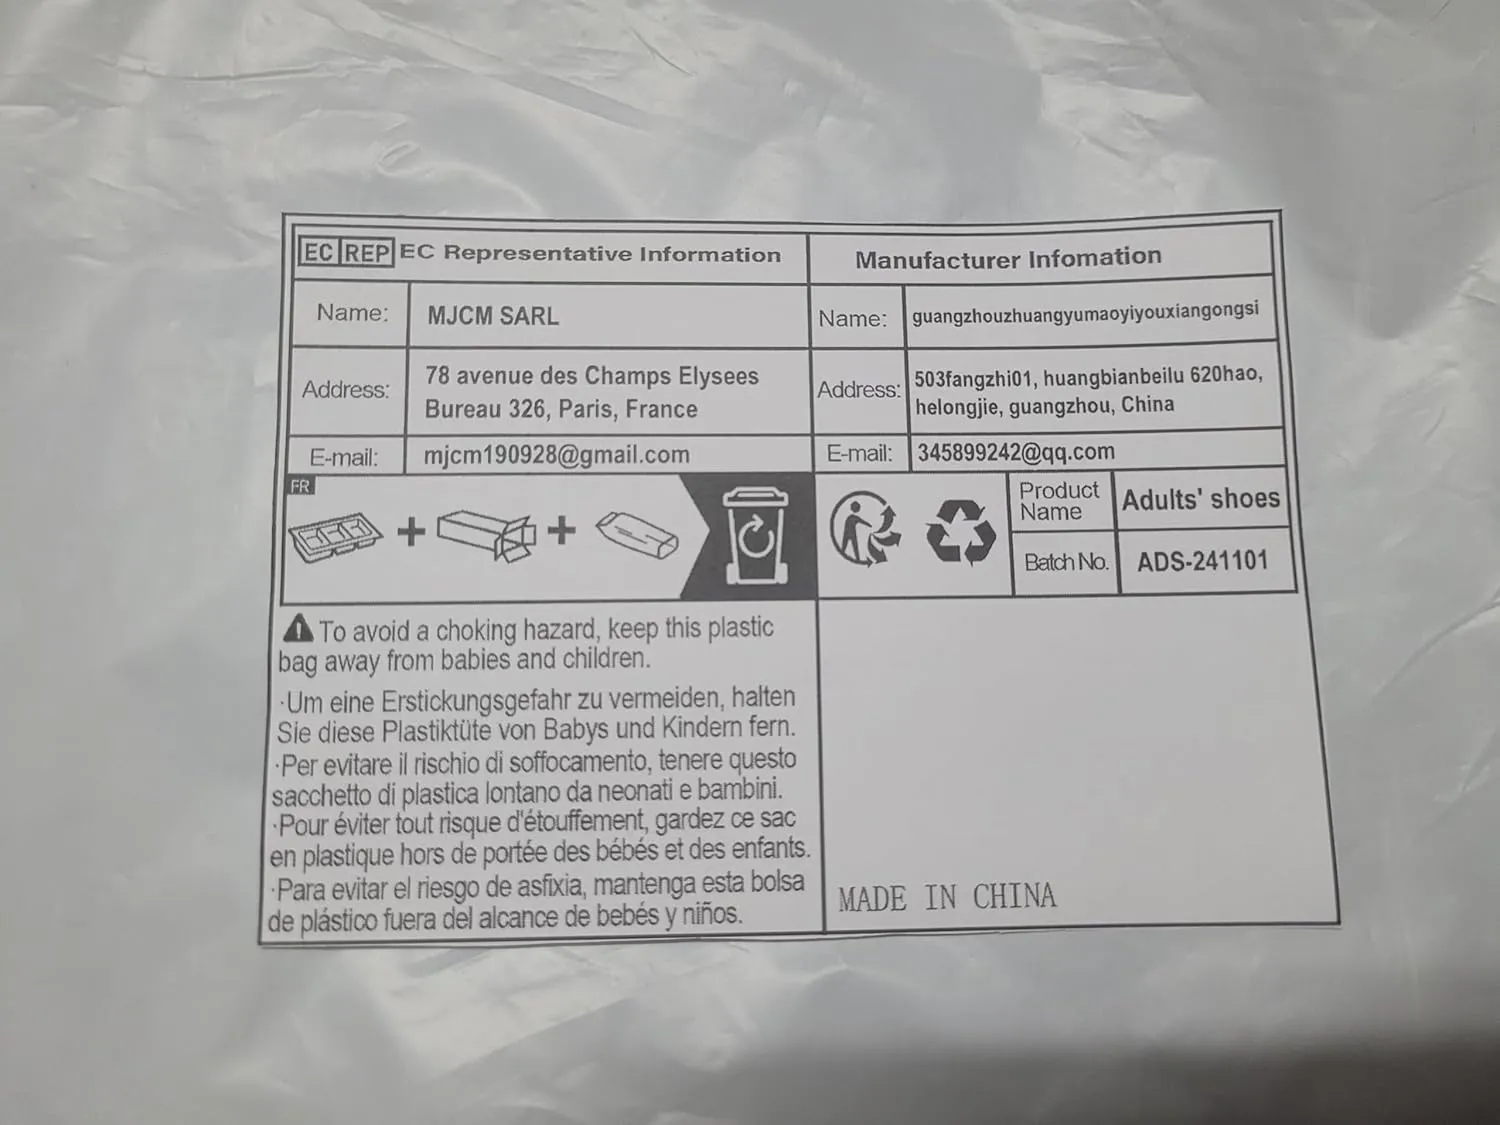 EC REP EC Representative Information
Name: MJCM SARL
Address: 78 avenue des Champs Elysees
Bureau 326, Paris, France
E-mail: mjcm190928@gmail.com
Manufacturer Infomation
Name: guangzhouzhuangyumaoyiyouxiangongsi
Address: 503fangzhi01, huangbianbeilu 620hao,
helongjie, guangzhou, China
E-mail: 345899242@qq.com
FR
Product
Name
Adults' shoes
Batch No. ADS-241101
To avoid a choking hazard, keep this plastic
bag away from babies and children.
·Um eine Erstickungsgefahr zu vermeiden, halten
Sie diese Plastiktüte von Babys und Kindern fern.
·Per evitare il rischio di soffocamento, tenere questo
sacchetto di plastica lontano da neonati e bambini.
·Pour éviter tout risque d'étouffement, gardez ce sac
en plastique hors de portée des bébés et des enfants.
·Para evitar el riesgo de asfixia, mantenga esta bolsa
de plástico fuera del alcance de bebés y niños.
MADE IN CHINA